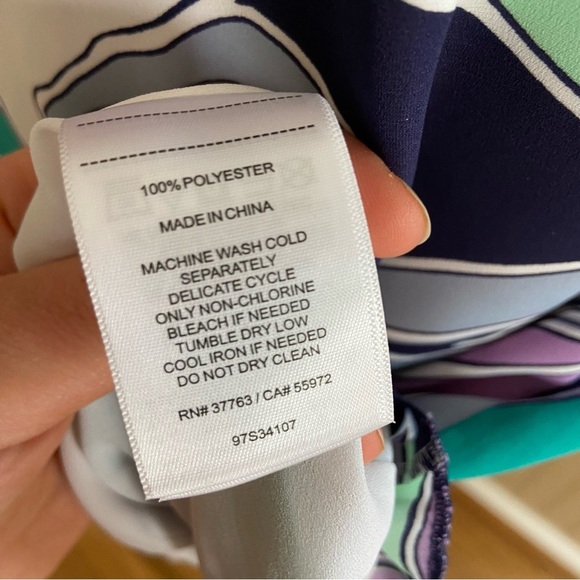 100% POLYESTER
MADE IN CHINA
MACHINE WASH COLD
SEPARATELY
DELICATE CYCLE
ONLY NON-CHLORINE
BLEACH IF NEEDED
TUMBLE DRY LOW
COOL IRON IF NEEDED
DO NOT DRY CLEAN
RN# 37763 / CA# 55972
97S34107